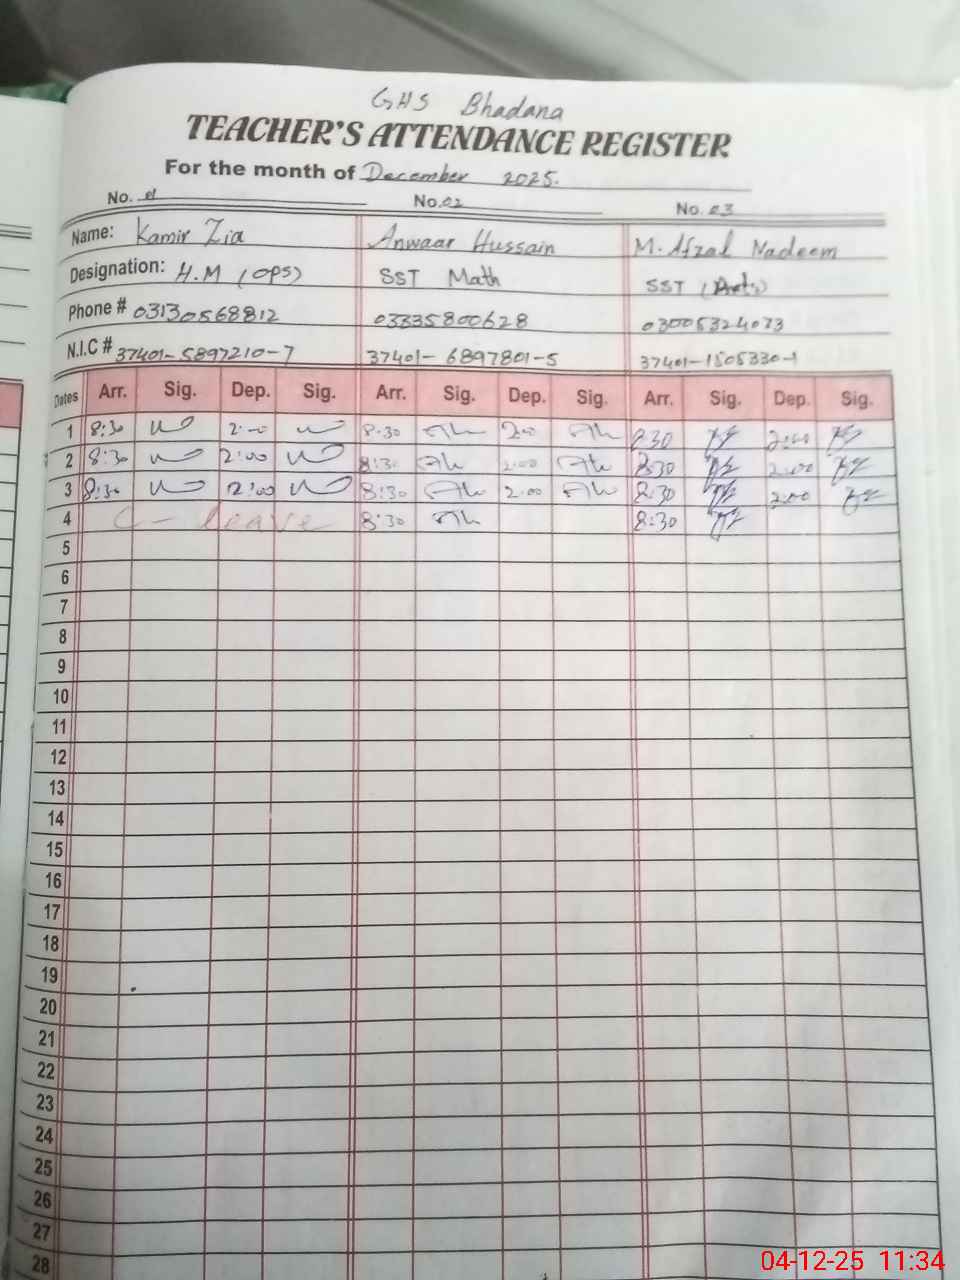 GHS Bhadana
TEACHER'S ATTENDANCE REGISTER
For the month of December 2025.
No. 01 No.02 No. 03
Name: Kamir Zia Anwaar Hussain M. Afzal Nadeem
Designation: H.M (OPS) SST Math SST (Arts)
Phone # 03130568812 03335800628 03005324073
N.I.C # 37401-5897210-7 37401-6897801-5 37401-1505330-1
Dates Arr. Sig. Dep. Sig. Arr. Sig. Dep. Sig. Arr. Sig. Dep. Sig.
1 8:30 2:00 8:30 2:00 8:30 2:00
2 8:30 2:00 8:30 2:00 8:30 2:00
3 8:30 2:00 8:30 2:00 8:30 2:00
4 C-leave 8:30 8:30
5
6
7
8
9
10
11
12
13
14
15
16
17
18
19
20
21
22
23
24
25
26
27
28
04-12-25 11:34